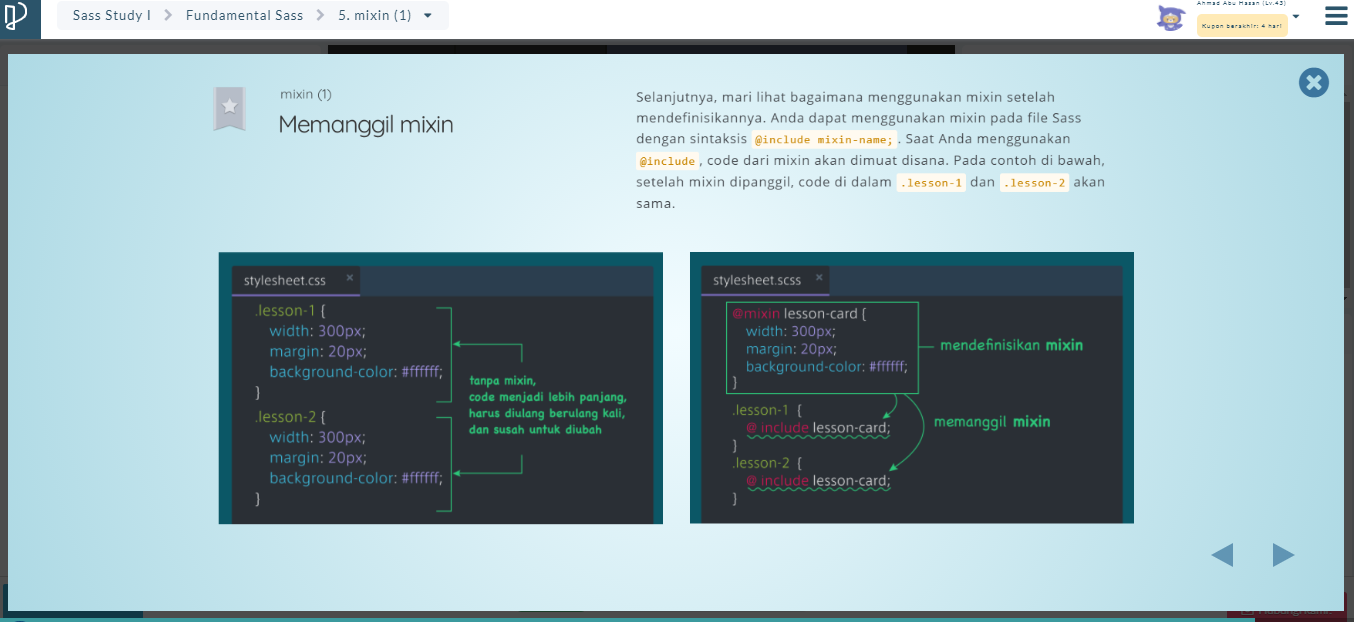 Sass Study I
Fundamental Sass
5. mixin (1)
Ahmad Abu Hasan (Lv.43)
Kupon berakhir: 4 hari
mixin (1)
Memanggil mixin
Selanjutnya, mari lihat bagaimana menggunakan mixin setelah
mendefinisikannya. Anda dapat menggunakan mixin pada file Sass
dengan sintaksis @include mixin-name; . Saat Anda menggunakan
@include , code dari mixin akan dimuat disana. Pada contoh di bawah,
setelah mixin dipanggil, code di dalam .lesson-1 dan .lesson-2 akan
sama.
stylesheet.css ×
.lesson-1 {
width: 300px;
margin: 20px;
background-color: #ffffff;
}
.lesson-2 {
width: 300px;
margin: 20px;
background-color: #ffffff;
}
tanpa mixin,
code menjadi lebih panjang,
harus diulang berulang kali,
dan susah untuk diubah
stylesheet.scss ×
@mixin lesson-card {
width: 300px;
margin: 20px;
background-color: #ffffff;
}
mendefinisikan mixin
.lesson-1 {
@ include lesson-card;
}
.lesson-2 {
@ include lesson-card;
}
memanggil mixin